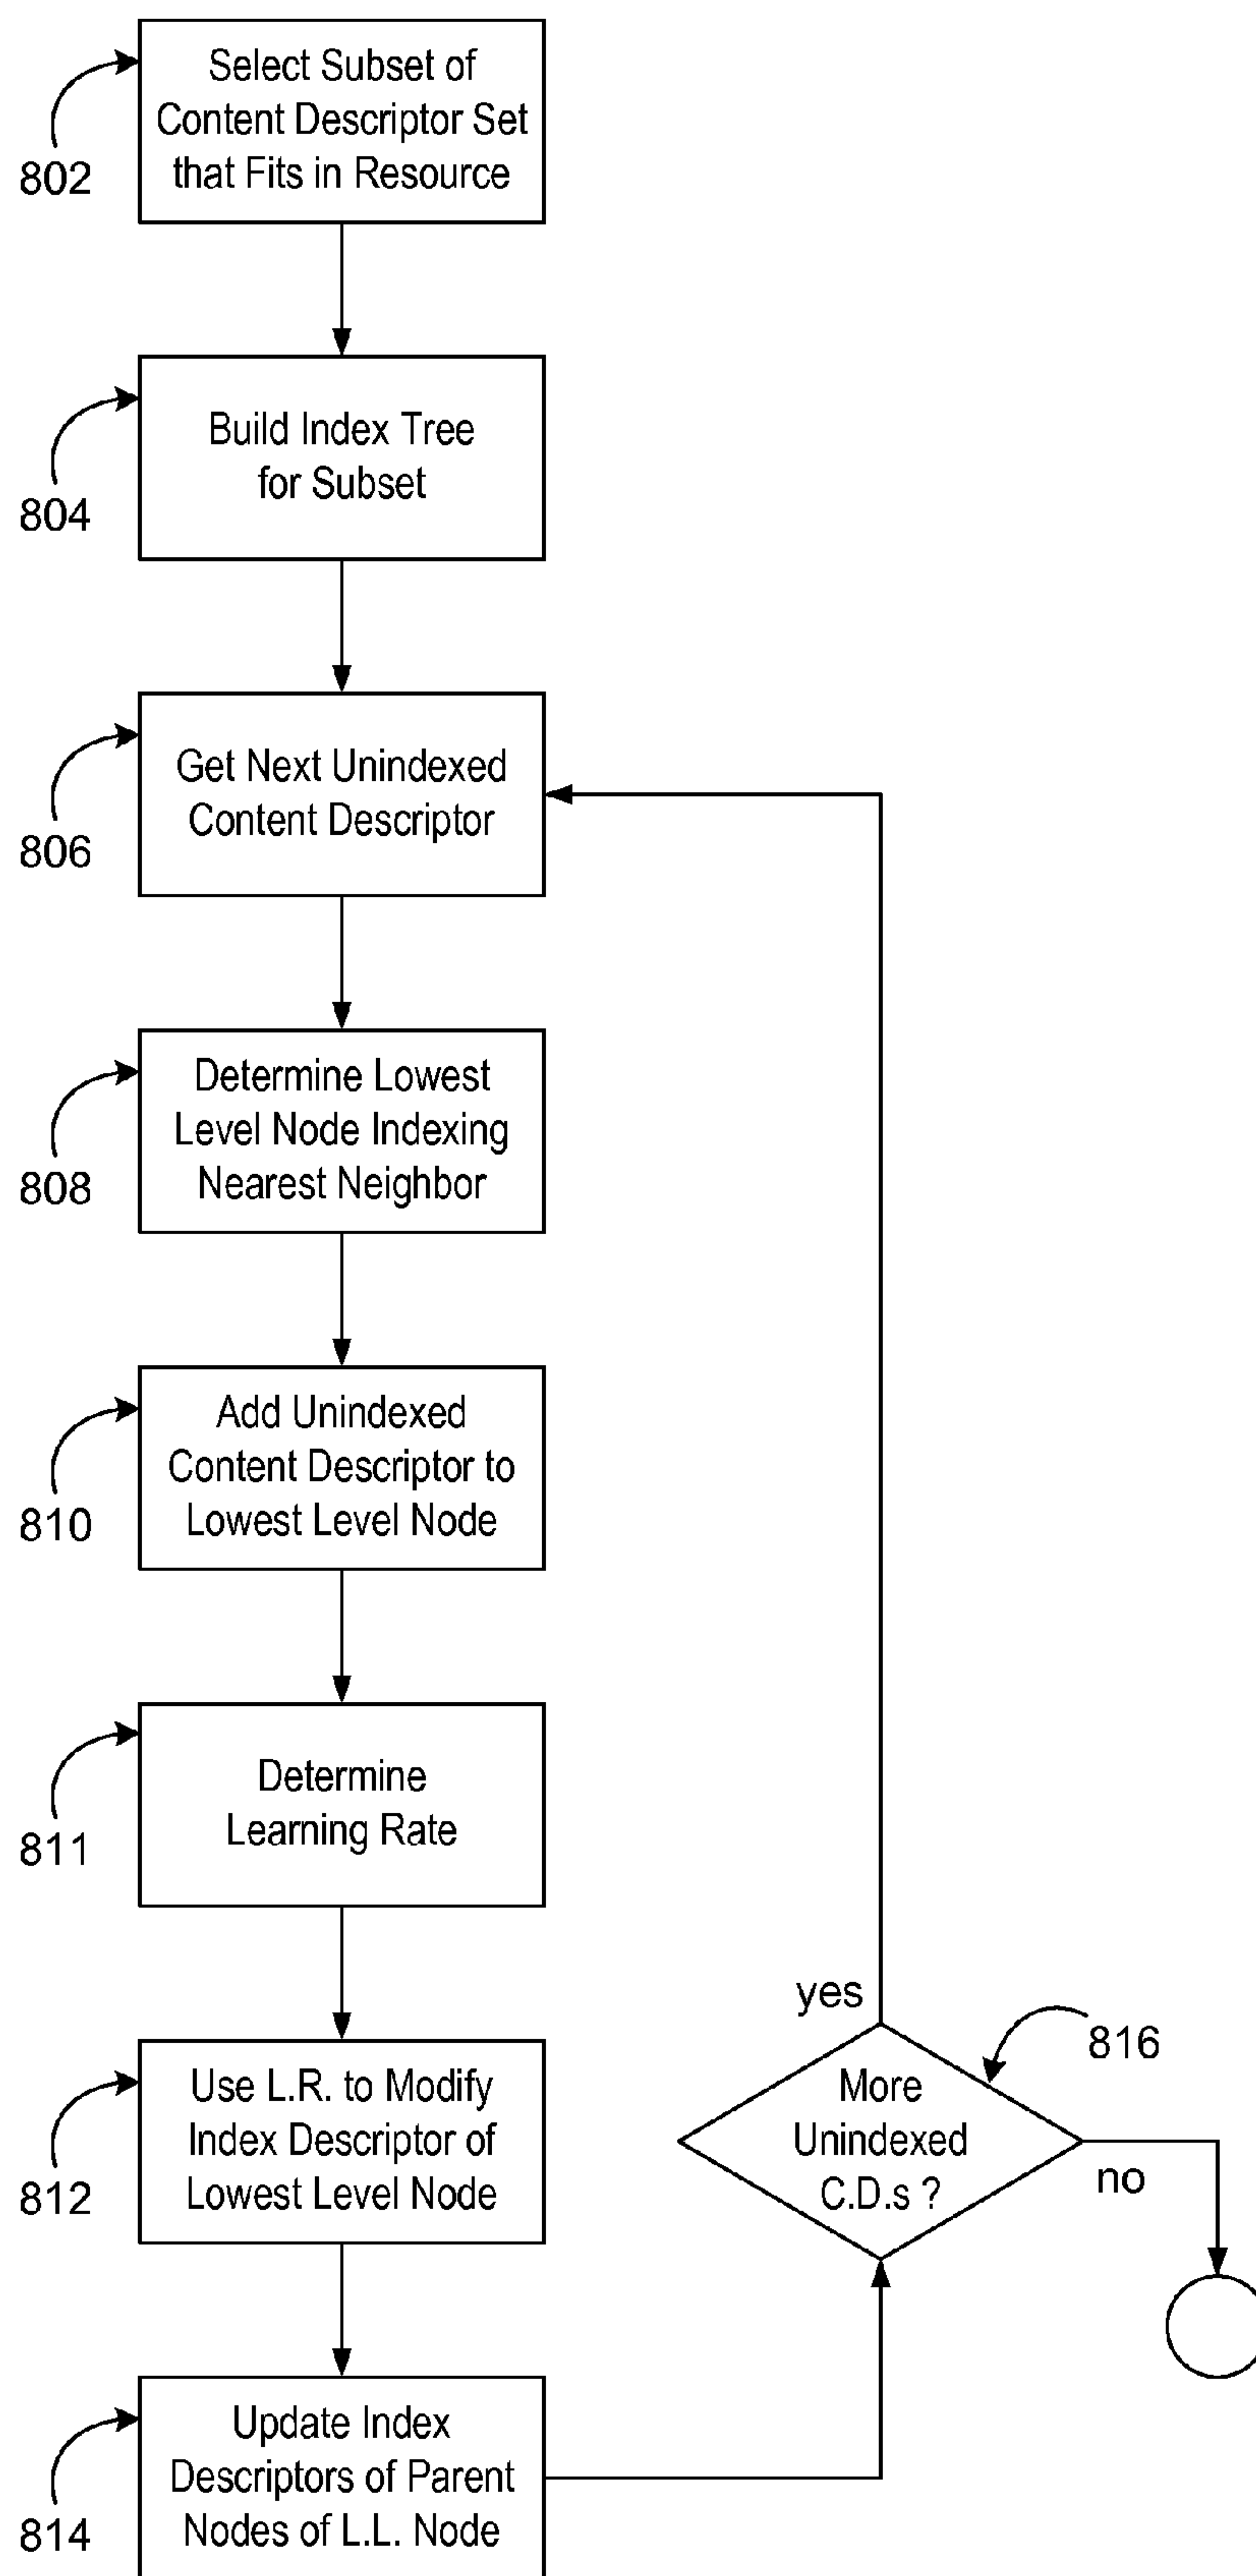 Select Subset of
Content Descriptor Set
that Fits in Resource
802
Build Index Tree
for Subset
804
Get Next Unindexed
Content Descriptor
806
Determine Lowest
Level Node Indexing
Nearest Neighbor
808
Add Unindexed
Content Descriptor to
Lowest Level Node
810
Determine
Learning Rate
811
Use L.R. to Modify
Index Descriptor of
Lowest Level Node
812
Update Index
Descriptors of Parent
Nodes of L.L. Node
814
yes
816
More
Unindexed
C.D.s ?
no